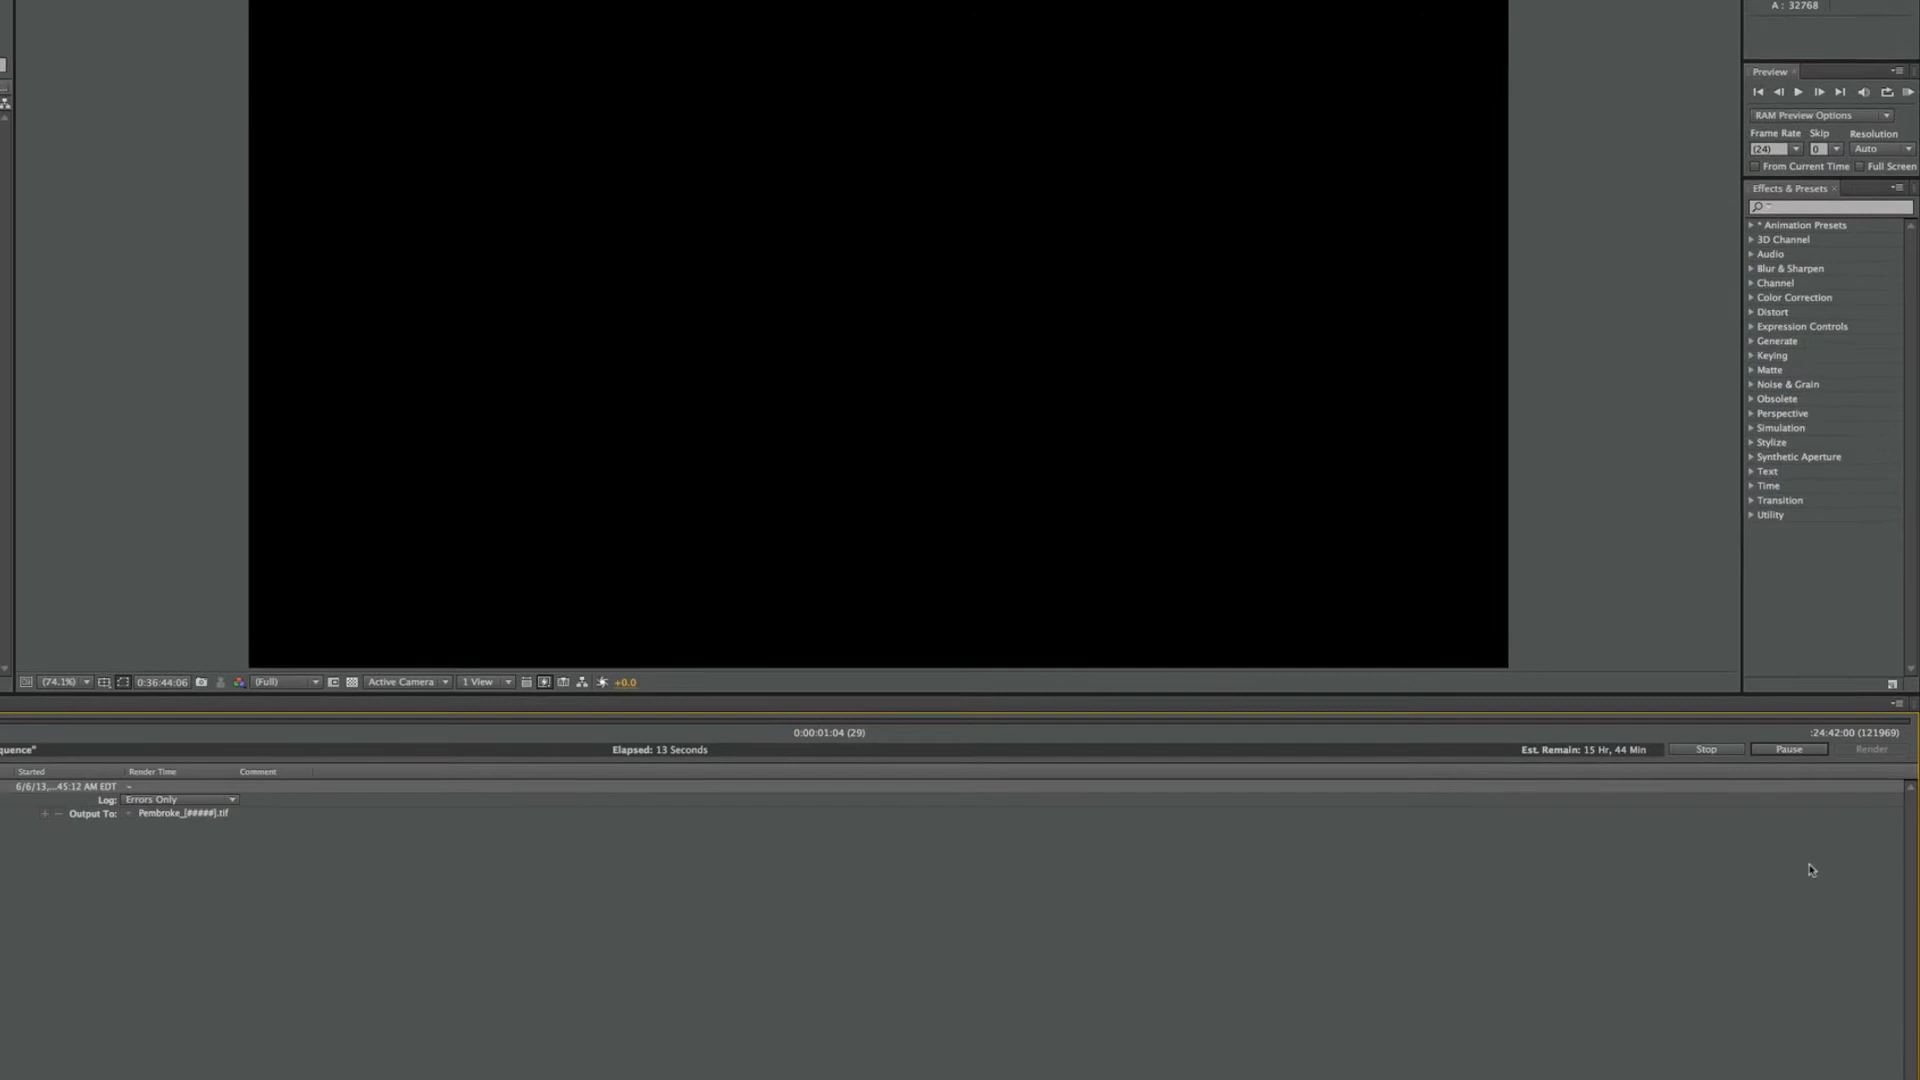 A : 32768
Preview
RAM Preview Options
Frame Rate Skip Resolution
(24) 0 Auto
From Current Time Full Screen
Effects & Presets
* Animation Presets
3D Channel
Audio
Blur & Sharpen
Channel
Color Correction
Distort
Expression Controls
Generate
Keying
Matte
Noise & Grain
Obsolete
Perspective
Simulation
Stylize
Synthetic Aperture
Text
Time
Transition
Utility
(74.1%) 0:36:44:06 (Full) Active Camera 1 View +0.0
0:00:01:04 (29) :24:42:00 (121969)
quence" Elapsed: 13 Seconds Est. Remain: 15 Hr, 44 Min Stop Pause Render
Started Render Time Comment
6/6/13,...45:12 AM EDT –
Log: Errors Only
Output To: Pembroke_[#####].tif